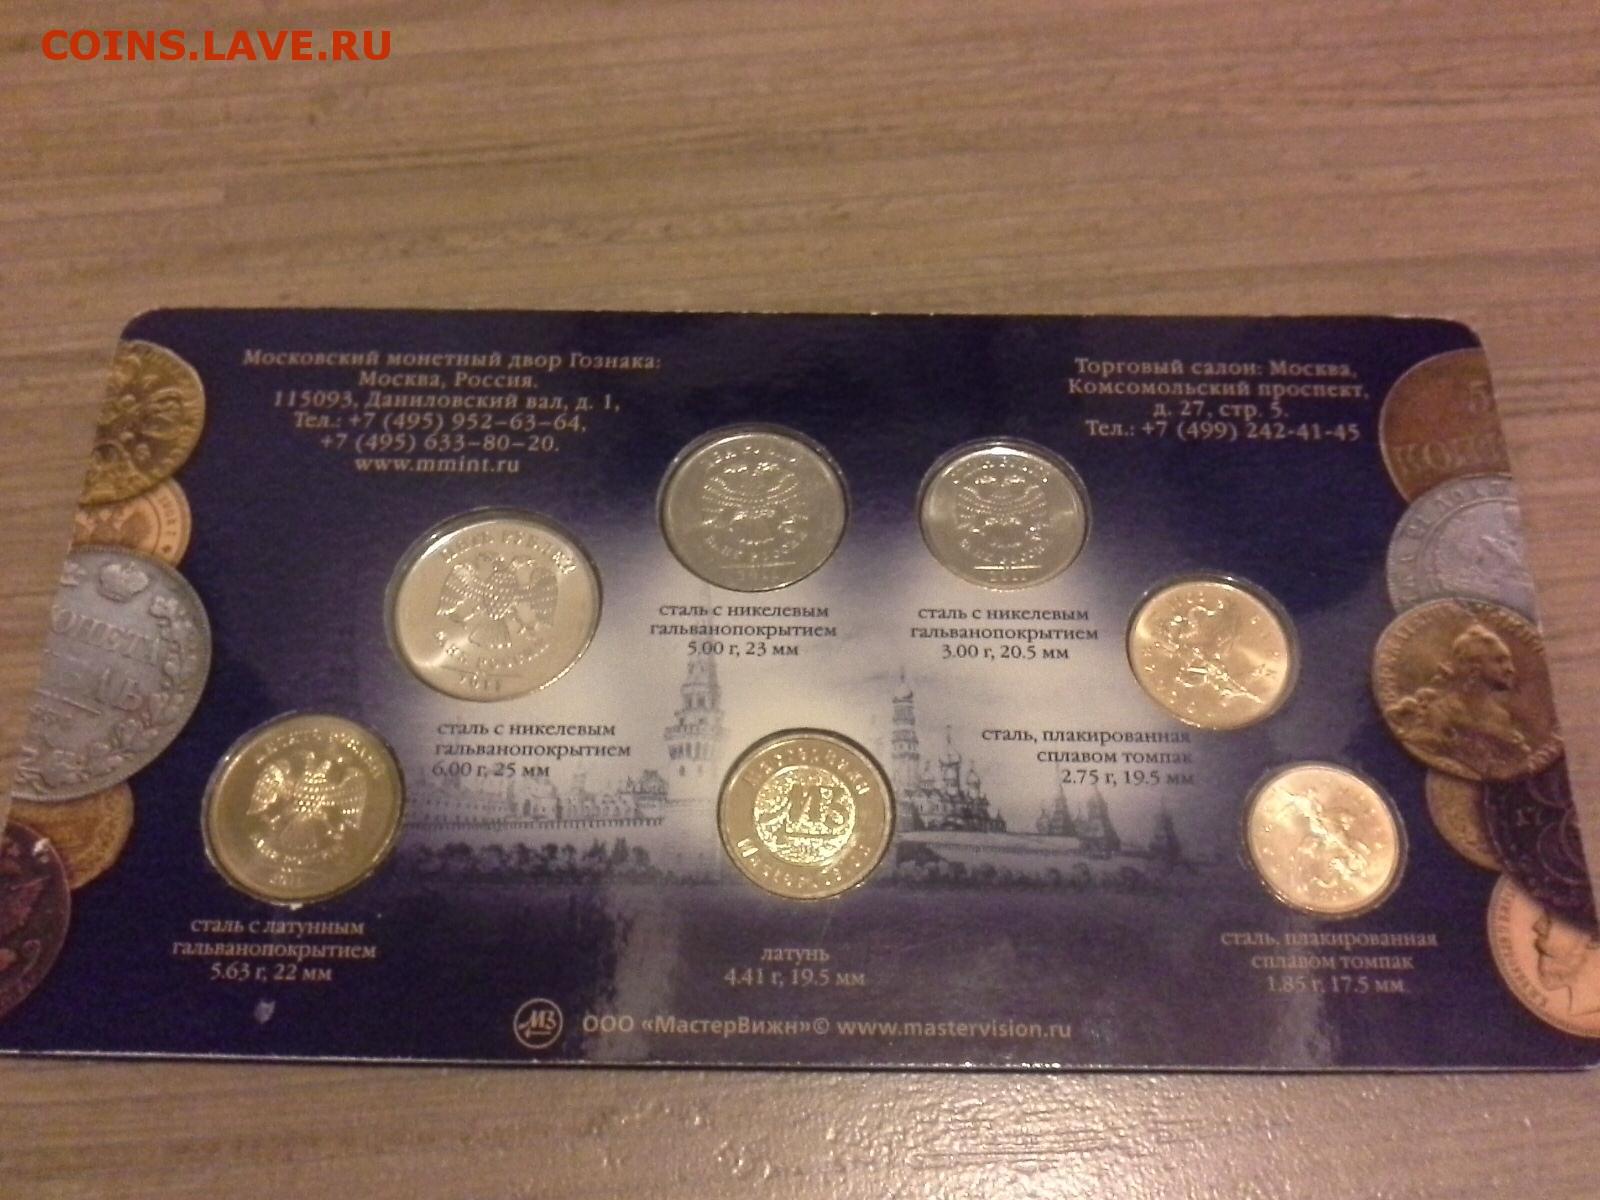 COINS.LAVE.RU
Московский монетный двор Гознака:
Москва, Россия.
115093, Даниловский вал, д. 1,
Тел.: +7 (495) 952-63-64,
+7 (495) 633-80-20.
www.mmint.ru
Торговый салон: Москва,
Комсомольский проспект,
д. 27, стр. 5.
Тел.: +7 (499) 242-41-45
сталь с никелевым
гальванопокрытием
5.00 г, 23 мм
сталь с никелевым
гальванопокрытием
3.00 г, 20.5 мм
сталь с никелевым
гальванопокрытием
6.00 г, 25 мм
сталь, плакированная
сплавом томпак
2.75 г, 19.5 мм
сталь с латунным
гальванопокрытием
5.63 г, 22 мм
латунь
4.41 г, 19.5 мм
сталь, плакированная
сплавом томпак
1.85 г, 17.5 мм
МЗ ООО «МастерВижн»© www.mastervision.ru